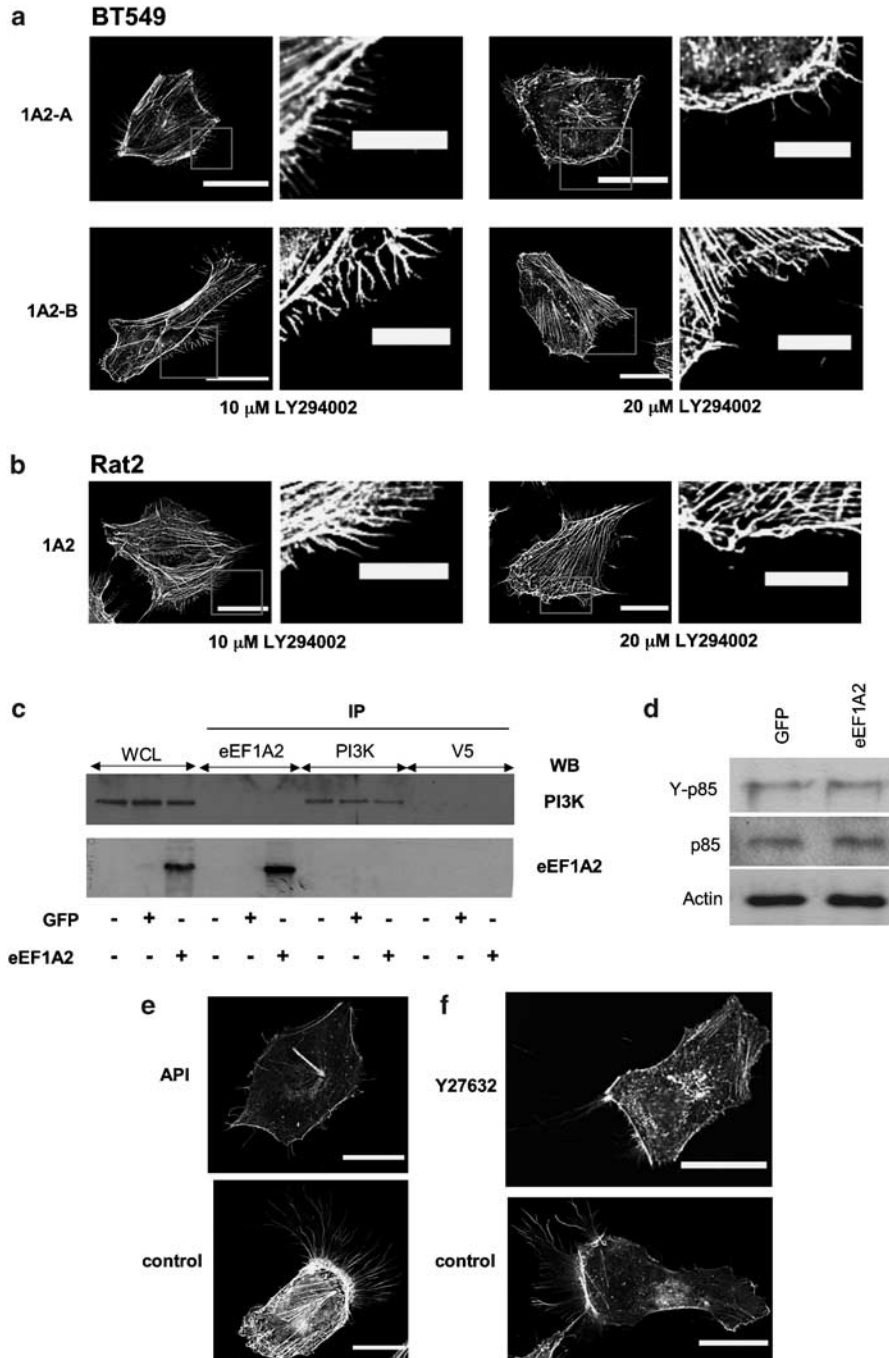 a BT549
1A2-A
1A2-B
10 μM LY294002 20 μM LY294002
b Rat2
1A2
10 μM LY294002 20 μM LY294002
c IP
WCL eEF1A2 PI3K V5 WB
PI3K
eEF1A2
GFP - + - - + - - + - - + -
eEF1A2 - - + - - + - - + - - +
d GFP eEF1A2
Y-p85
p85
Actin
e API
control
f Y27632
control